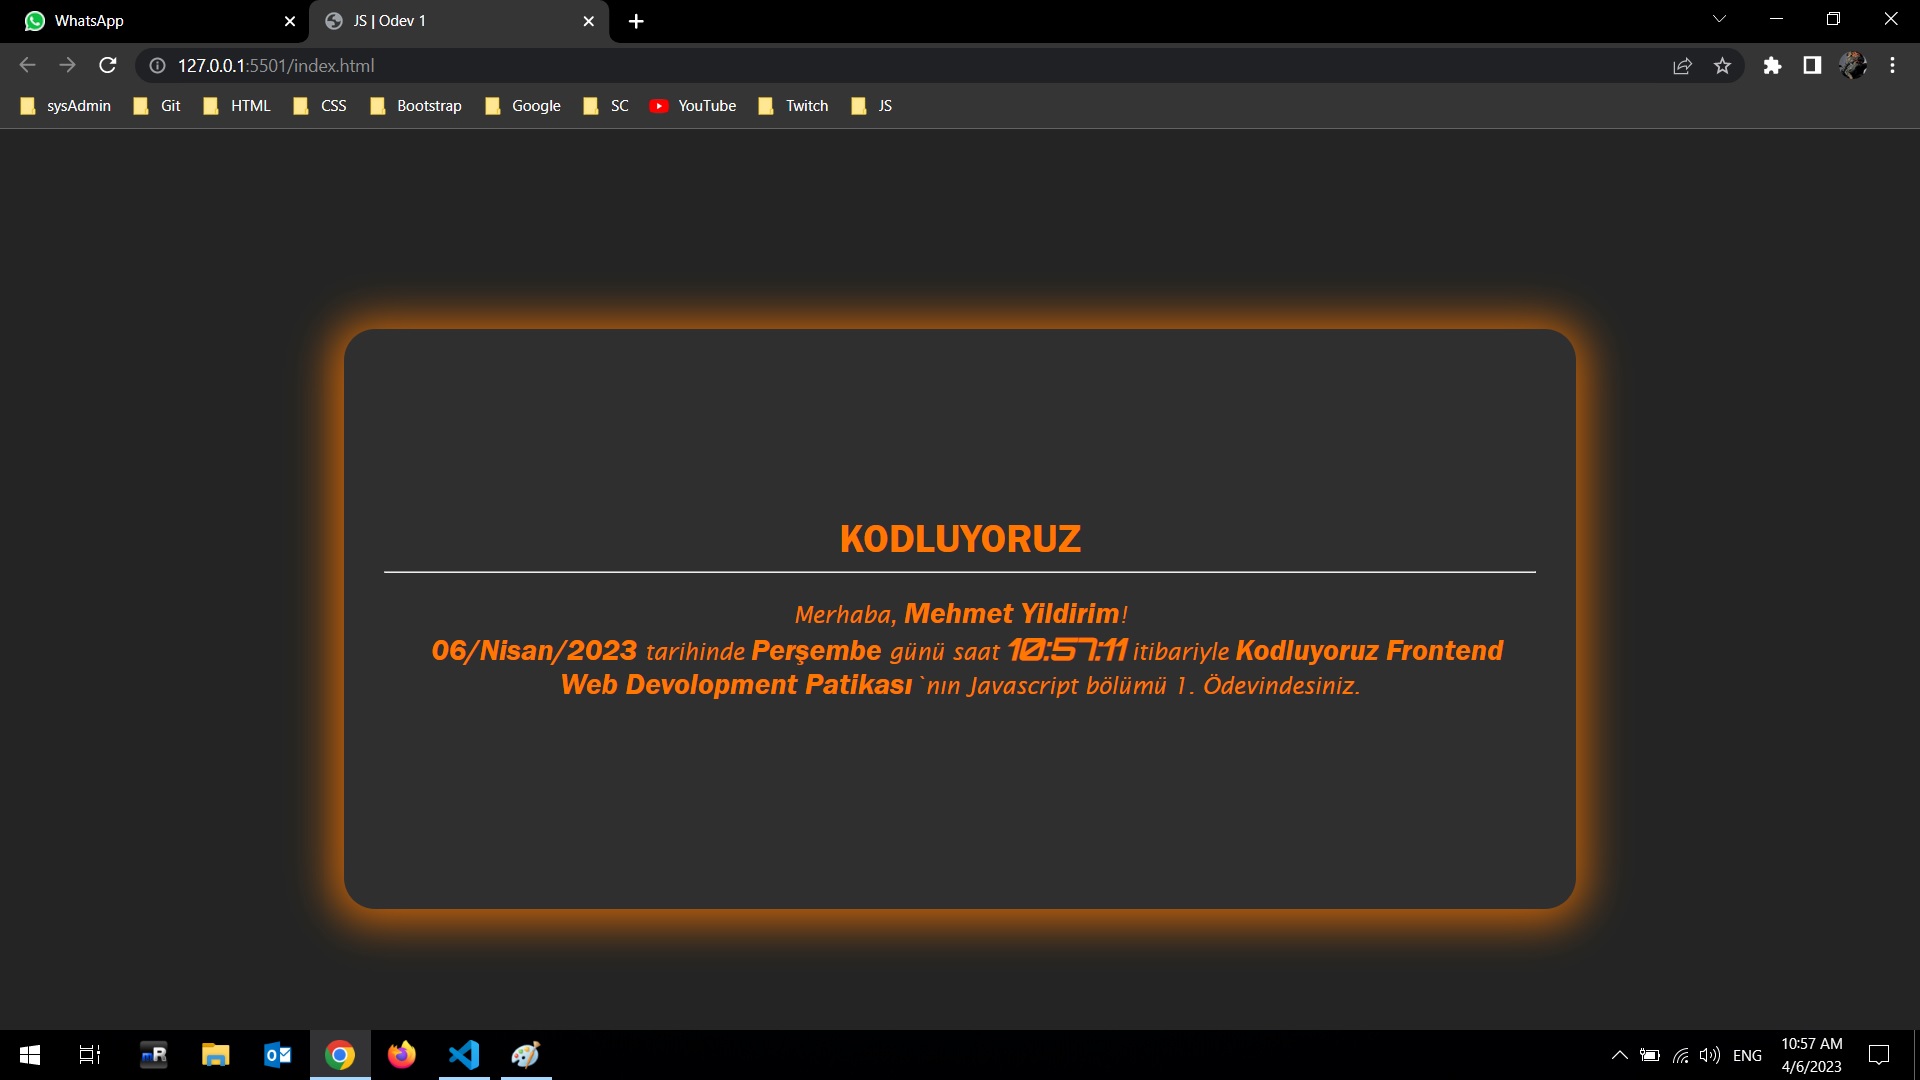 WhatsApp
JS | Odev 1
127.0.0.1:5501/index.html
sysAdmin Git HTML CSS Bootstrap Google SC YouTube Twitch JS
KODLUYORUZ
Merhaba, Mehmet Yildirim!
06/Nisan/2023 tarihinde Perşembe günü saat 10:57:11 itibariyle Kodluyoruz Frontend
Web Devolopment Patikası `nın Javascript bölümü 1. Ödevindesiniz.
mR
ENG
10:57 AM
4/6/2023